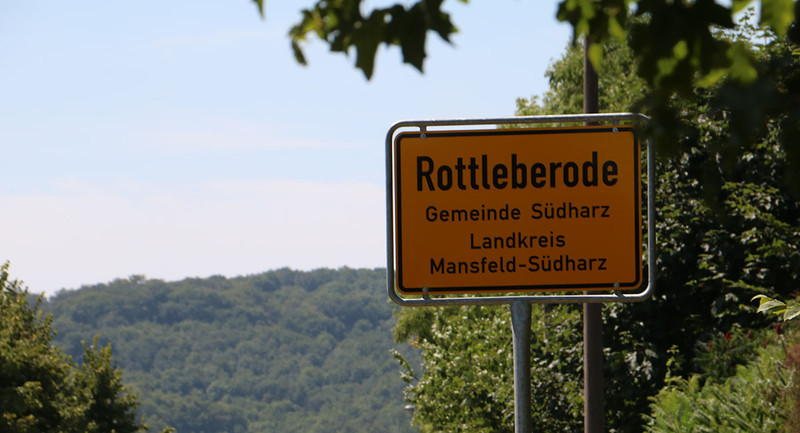 Rottleberode
Gemeinde Südharz
Landkreis
Mansfeld-Südharz